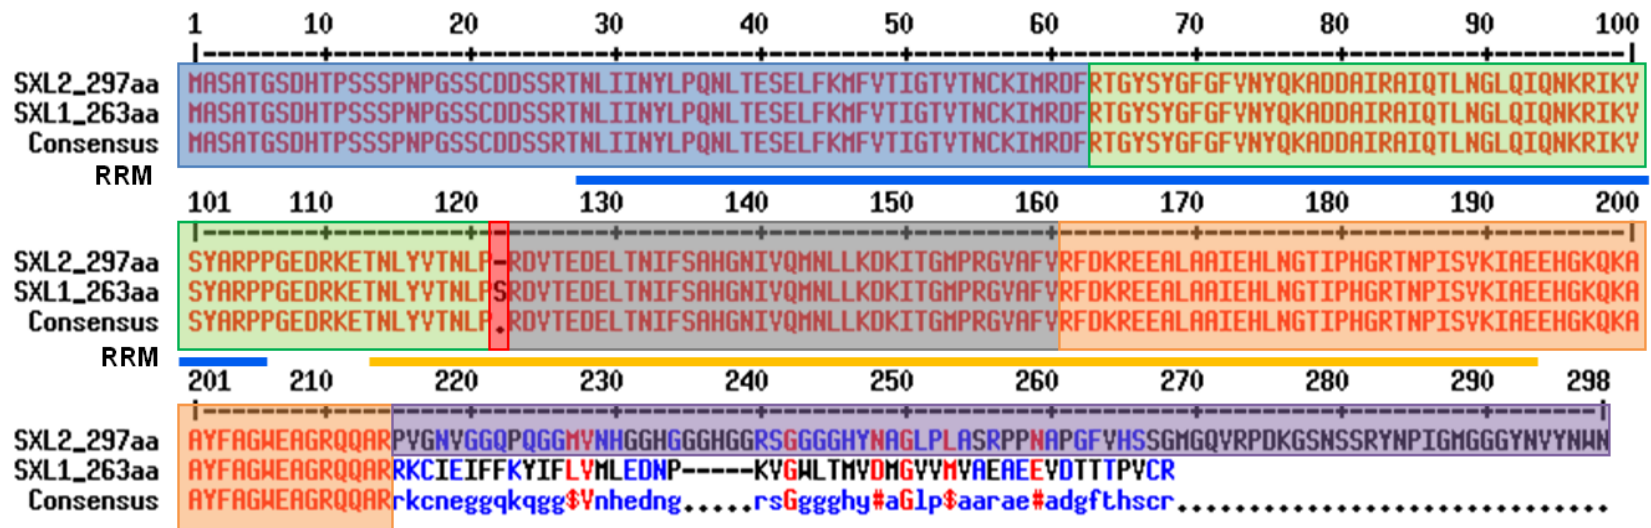 1 10 20 30 40 50 60 70 80 90 100
|--------+---------+---------+---------+---------+---------+---------+---------+---------+---------|
SXL2_297aa MASATGSDHTPSSSPNPGSSCDDSSRTNLIINYLPQNLTESELFKMFVTIGTVTNCKIMRDFRTGYSYGFGFVNYQKADDAIRAIQTLNGLQIQNKRIKV
SXL1_263aa MASATGSDHTPSSSPNPGSSCDDSSRTNLIINYLPQNLTESELFKMFVTIGTVTNCKIMRDFRTGYSYGFGFVNYQKADDAIRAIQTLNGLQIQNKRIKV
Consensus MASATGSDHTPSSSPNPGSSCDDSSRTNLIINYLPQNLTESELFKMFVTIGTVTNCKIMRDFRTGYSYGFGFVNYQKADDAIRAIQTLNGLQIQNKRIKV
RRM
101 110 120 130 140 150 160 170 180 190 200
|--------+---------+---------+---------+---------+---------+---------+---------+---------+---------|
SXL2_297aa SYARPPGEDRKETNLYVTNLP-RDVTEDELTNIFSAHGNIVQMNLLKDKITGMPRGVAFVRFDKREEALAAIEHLNGTIPHGRTNPISVKIAEEHGKQKA
SXL1_263aa SYARPPGEDRKETNLYVTNLPSRDVTEDELTNIFSAHGNIVQMNLLKDKITGMPRGVAFVRFDKREEALAAIEHLNGTIPHGRTNPISVKIAEEHGKQKA
Consensus SYARPPGEDRKETNLYVTNLP.RDVTEDELTNIFSAHGNIVQMNLLKDKITGMPRGVAFVRFDKREEALAAIEHLNGTIPHGRTNPISVKIAEEHGKQKA
RRM
201 210 220 230 240 250 260 270 280 290 298
|--------+---------+---------+---------+---------+---------+---------+---------+---------+-------|
SXL2_297aa AYFAGWEAGRQQARPVGNVGGQPQGGMVNHGGHGGGHGGRSGGGGHYNAGLPLASRPPNAPGFVHSSGMGQVRPDKGSNSSRYNPIGMGGGYNVYNWN
SXL1_263aa AYFAGWEAGRQQARRKCIEIFFKYIFLVMLEDNP-----KVGWLTMVDMGVVMVAEAEEVDTTTPVCR
Consensus AYFAGWEAGRQQARrkcneggqkqgg$Vnhedng.....rsGggghy#aGlp$aarae#adgfthscr..............................